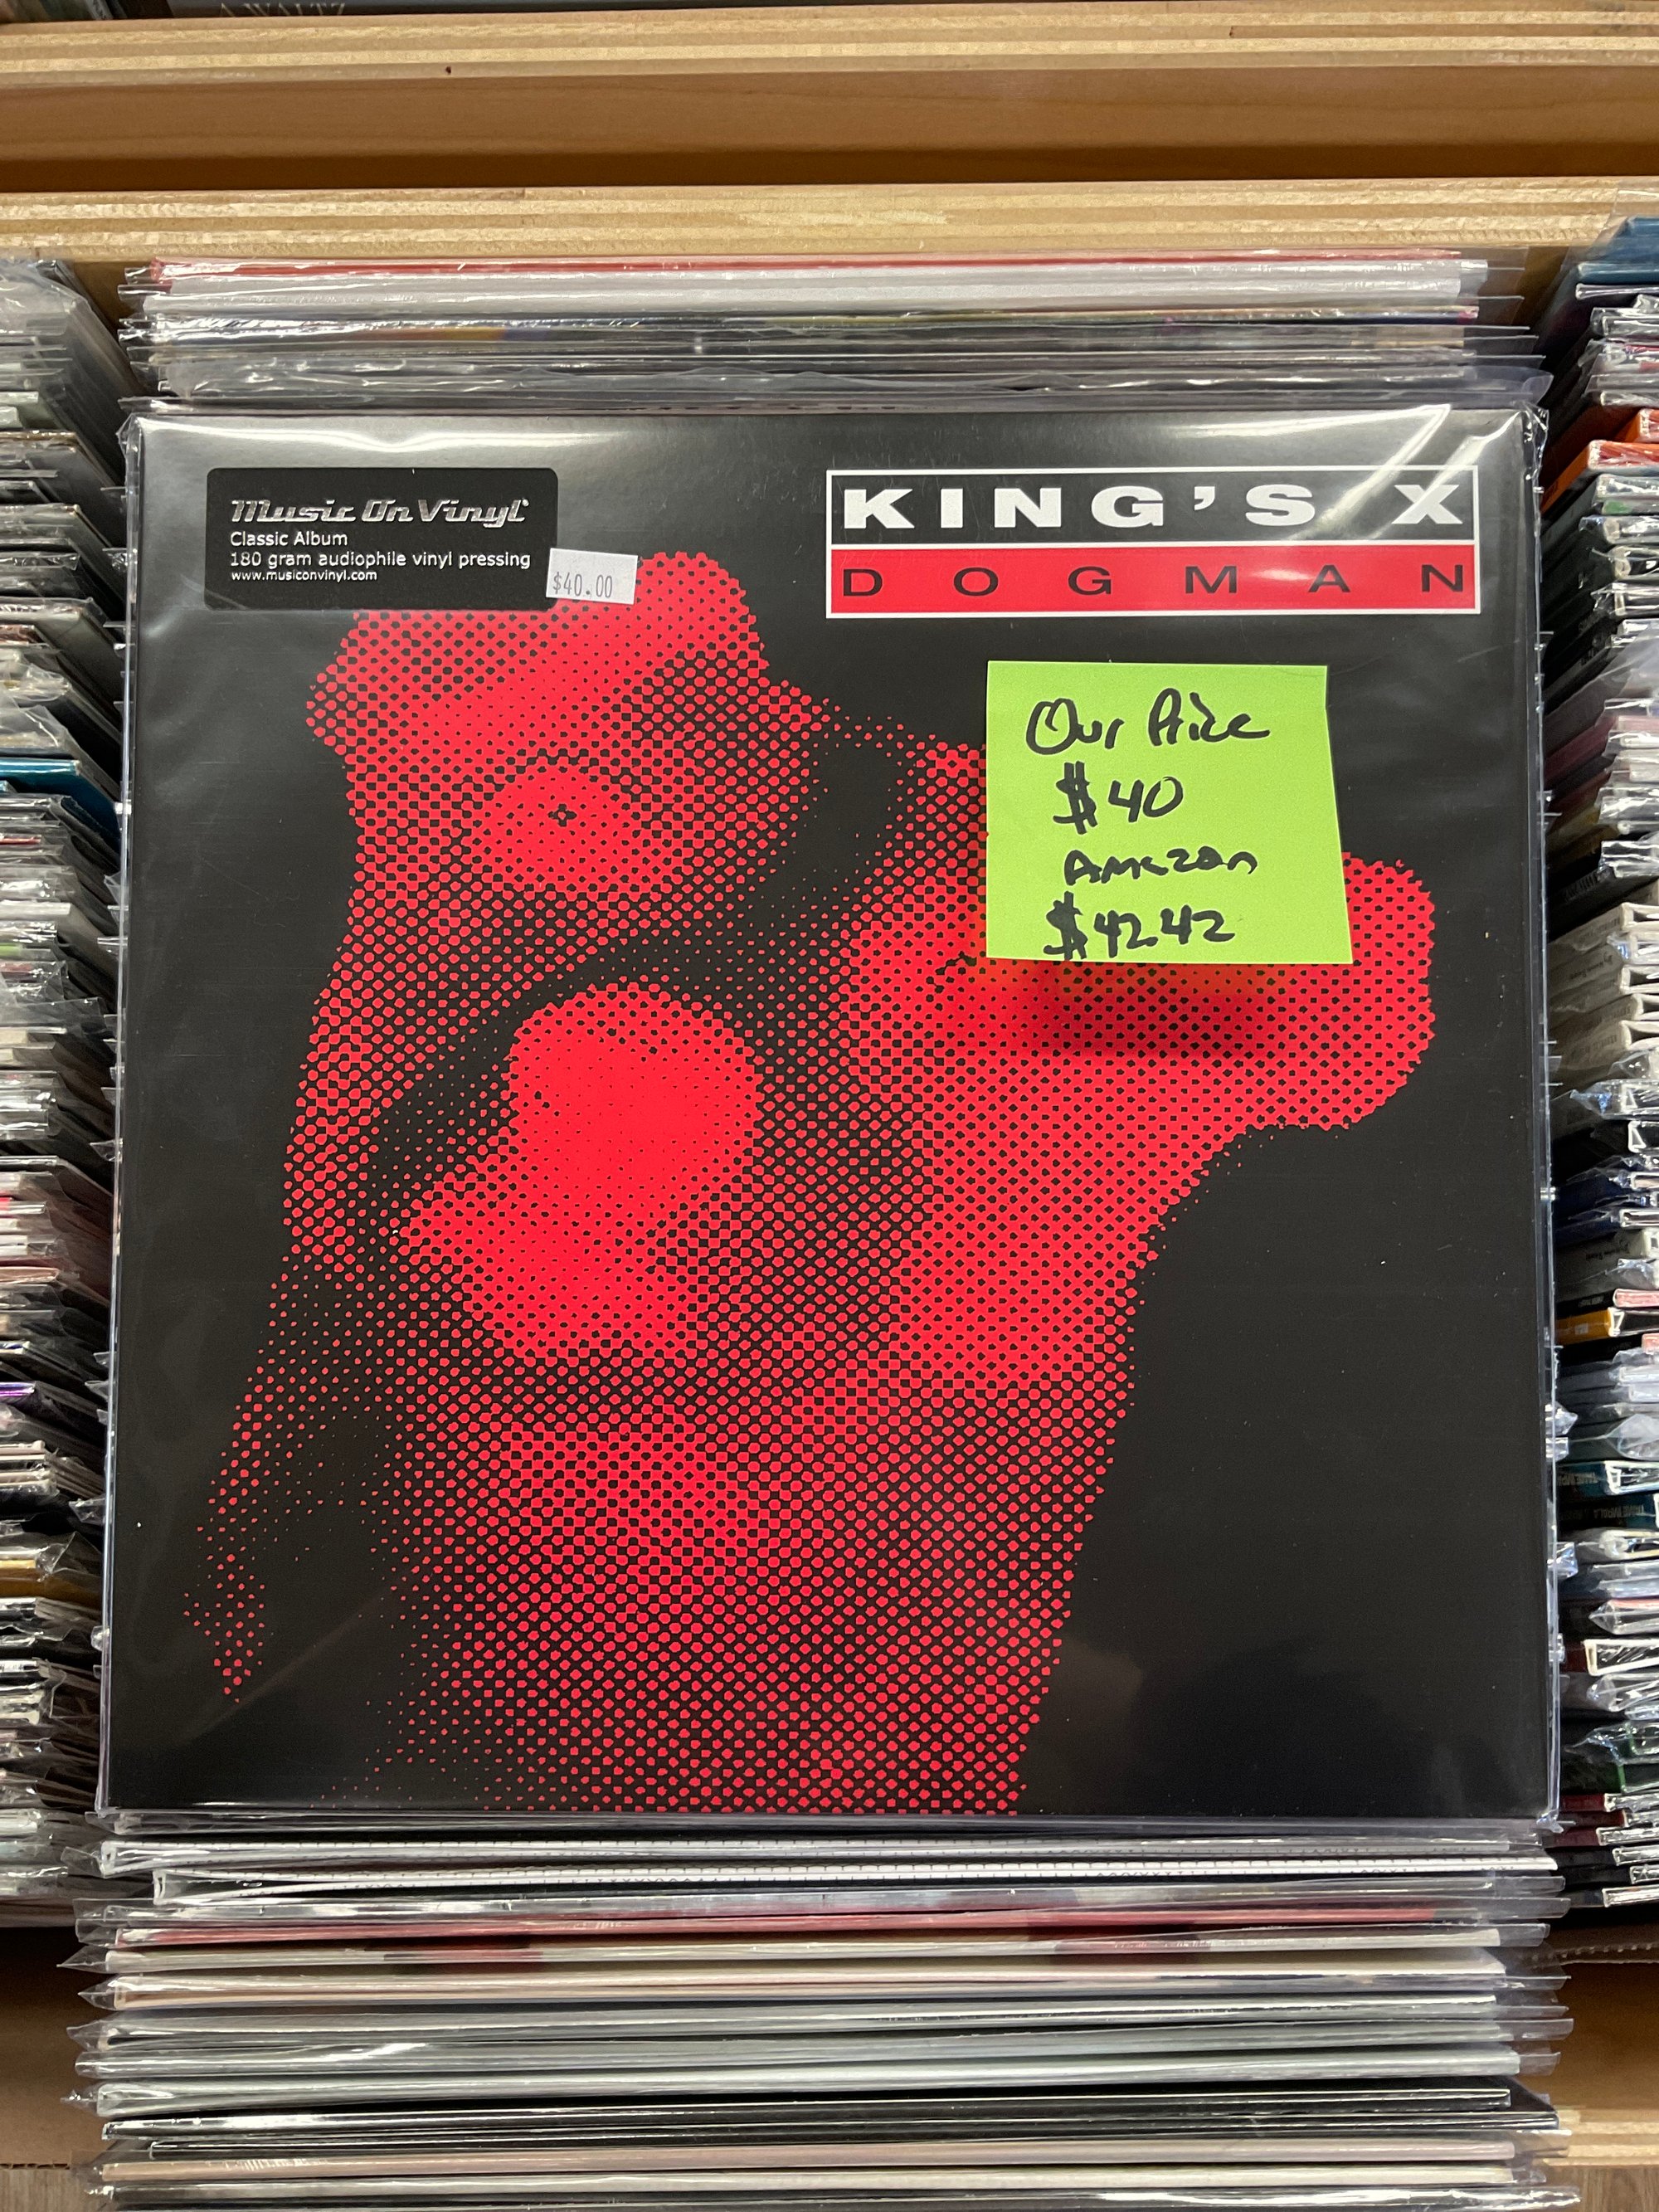 A WALTZ
Music On Vinyl
Classic Album
180 gram audiophile vinyl pressing
www.musiconvinyl.com
$40.00
KING'S X
DOGMAN
Our Price
$40
Amazon
$42.42